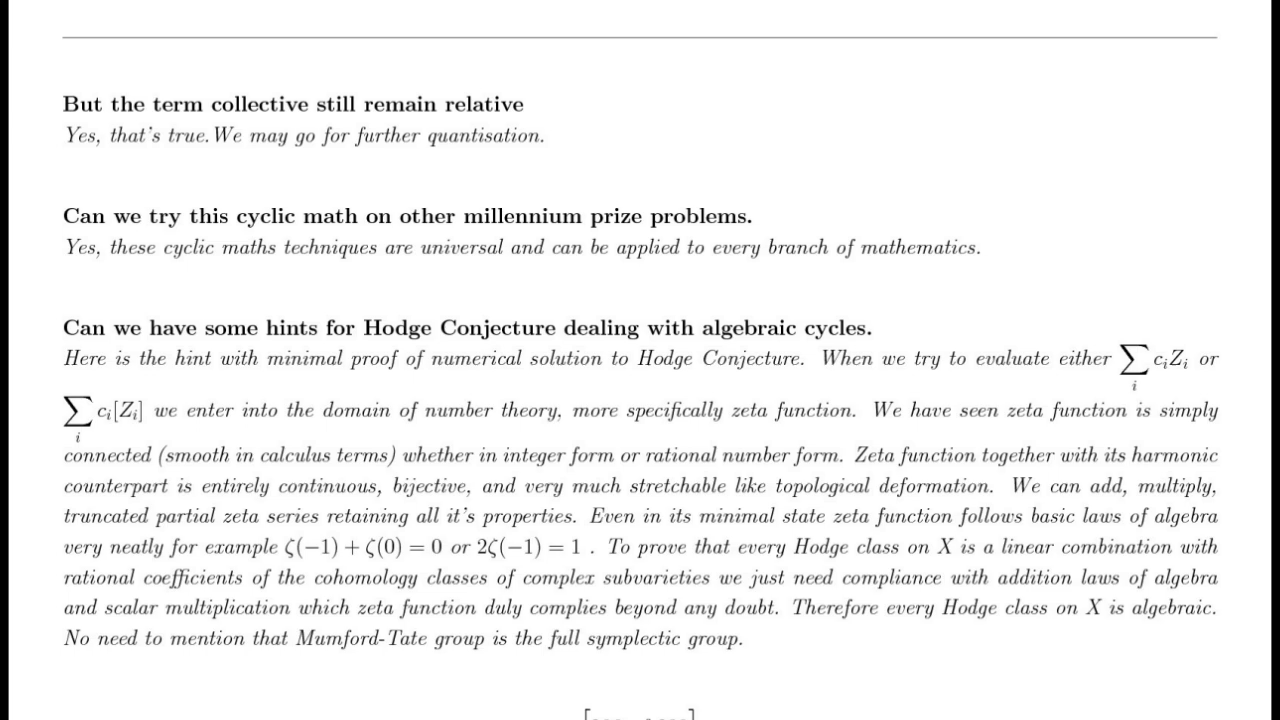 But the term collective still remain relative
Yes, that's true. We may go for further quantisation.
Can we try this cyclic math on other millennium prize problems.
Yes, these cyclic maths techniques are universal and can be applied to every branch of mathematics.
Can we have some hints for Hodge Conjecture dealing with algebraic cycles.
Here is the hint with minimal proof of numerical solution to Hodge Conjecture. When we try to evaluate either ∑_i c_i Z_i or
∑_i c_i[Z_i] we enter into the domain of number theory, more specifically zeta function. We have seen zeta function is simply
connected (smooth in calculus terms) whether in integer form or rational number form. Zeta function together with its harmonic
counterpart is entirely continuous, bijective, and very much stretchable like topological deformation. We can add, multiply,
truncated partial zeta series retaining all it's properties. Even in its minimal state zeta function follows basic laws of algebra
very neatly for example ζ(−1) + ζ(0) = 0 or 2ζ(−1) = 1 . To prove that every Hodge class on X is a linear combination with
rational coefficients of the cohomology classes of complex subvarieties we just need compliance with addition laws of algebra
and scalar multiplication which zeta function duly complies beyond any doubt. Therefore every Hodge class on X is algebraic.
No need to mention that Mumford-Tate group is the full symplectic group.